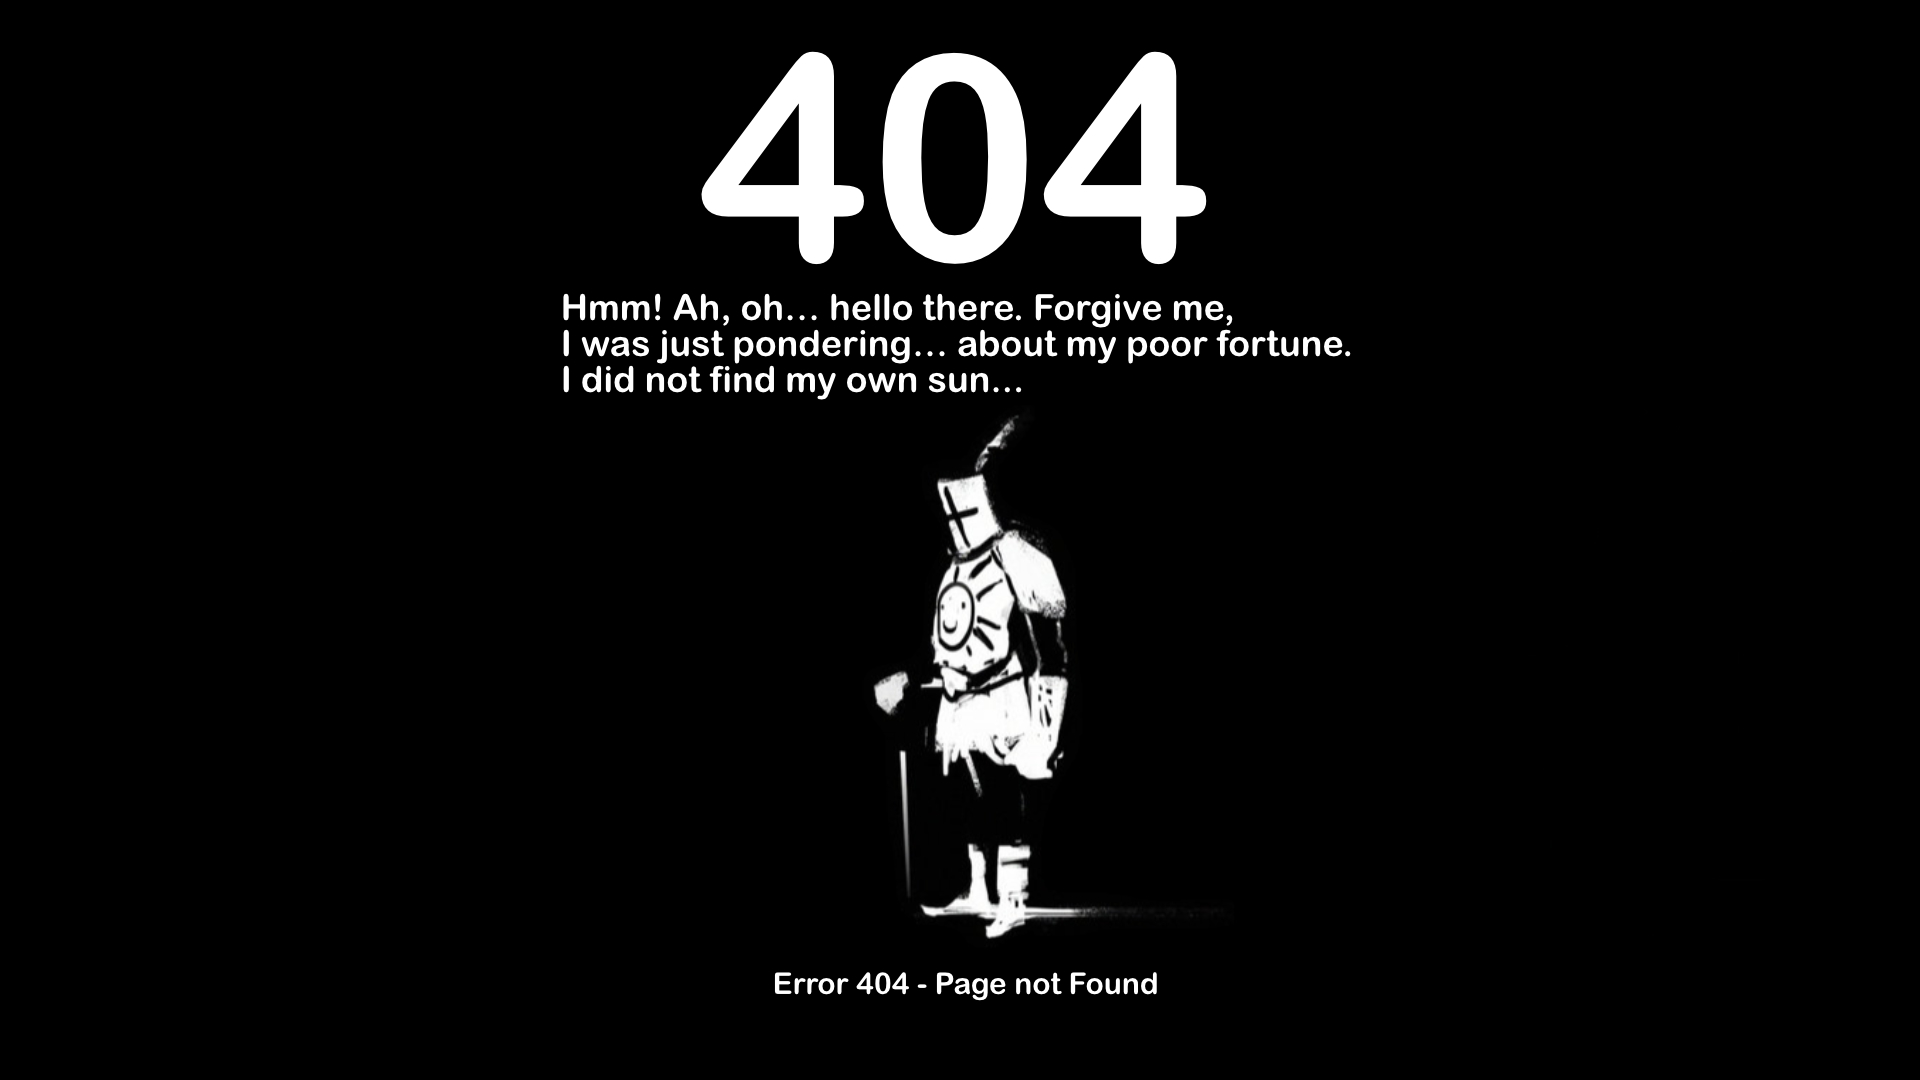 404
Hmm! Ah, oh... hello there. Forgive me,
I was just pondering... about my poor fortune.
I did not find my own sun...
Error 404 - Page not Found